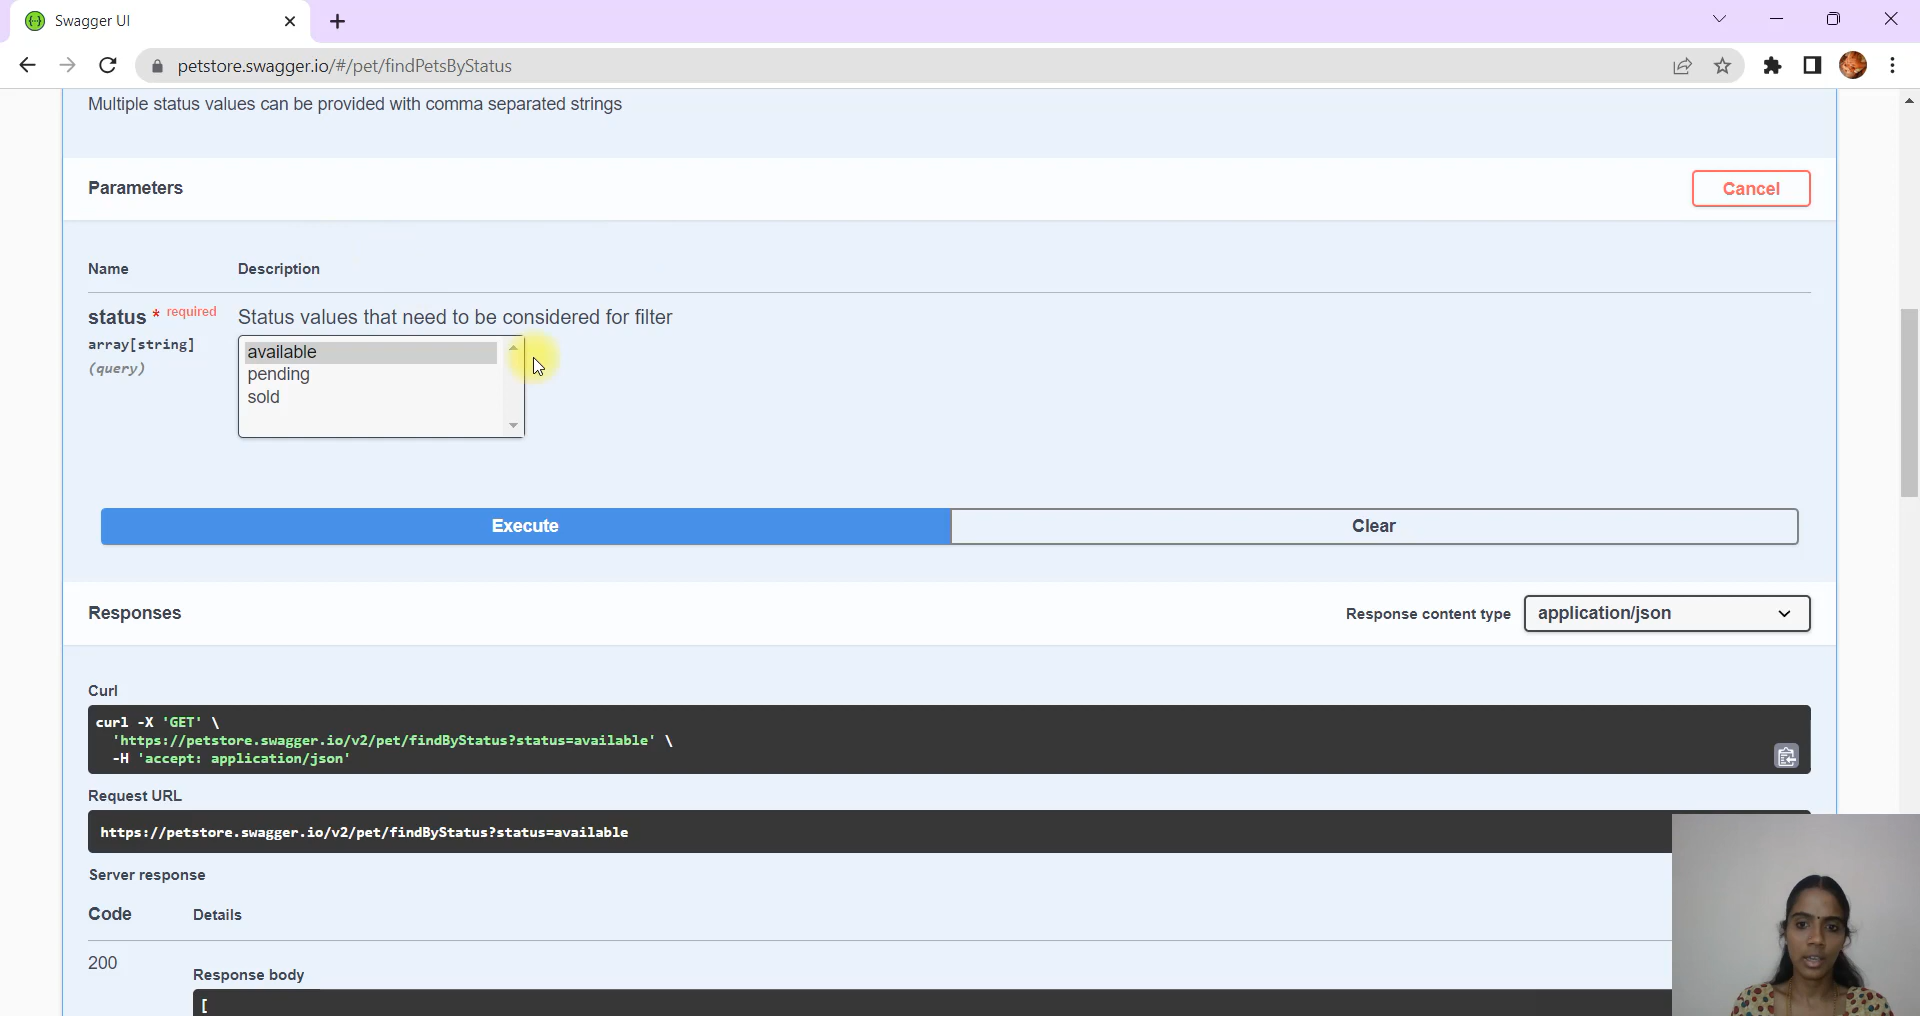 Swagger UI
petstore.swagger.io/#/pet/findPetsByStatus
Multiple status values can be provided with comma separated strings
Parameters
Cancel
Name Description
status * required
array[string]
(query)
Status values that need to be considered for filter
available
pending
sold
Execute
Clear
Responses
Response content type application/json
Curl
curl -X 'GET' \
'https://petstore.swagger.io/v2/pet/findByStatus?status=available' \
-H 'accept: application/json'
Request URL
https://petstore.swagger.io/v2/pet/findByStatus?status=available
Server response
Code Details
200
Response body
[